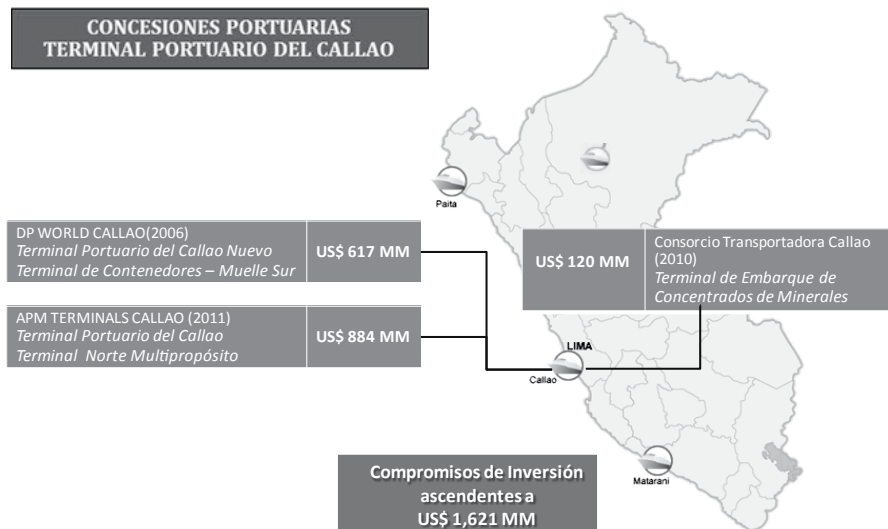 CONCESIONES PORTUARIAS
TERMINAL PORTUARIO DEL CALLAO
Paita
DP WORLD CALLAO(2006)
Terminal Portuario del Callao Nuevo
Terminal de Contenedores – Muelle Sur
US$ 617 MM
US$ 120 MM
Consorcio Transportadora Callao
(2010)
Terminal de Embarque de
Concentrados de Minerales
APM TERMINALS CALLAO (2011)
Terminal Portuario del Callao
Terminal Norte Multipropósito
US$ 884 MM
LIMA
Callao
Matarani
Compromisos de Inversión
ascendentes a
US$ 1,621 MM